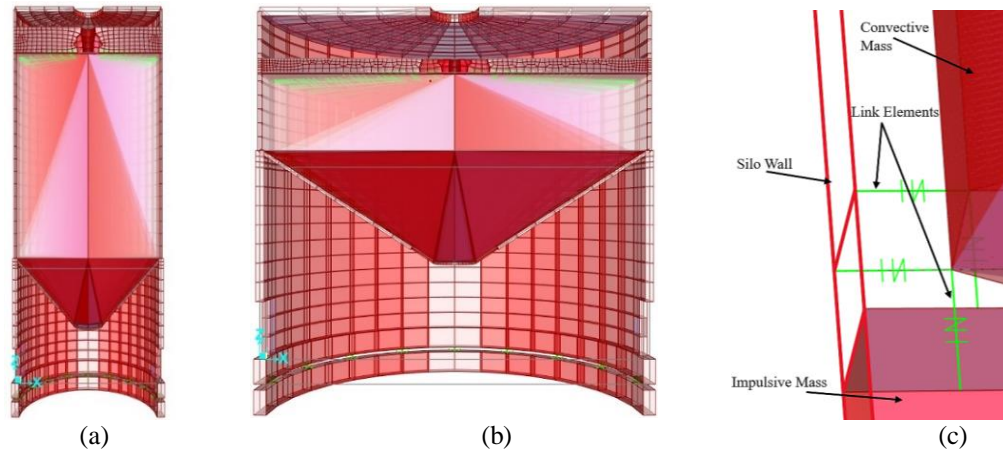 Convective
Mass
Link Elements
Silo Wall
Impulsive Mass
Z
X
Z
X
(a)
(b)
(c)